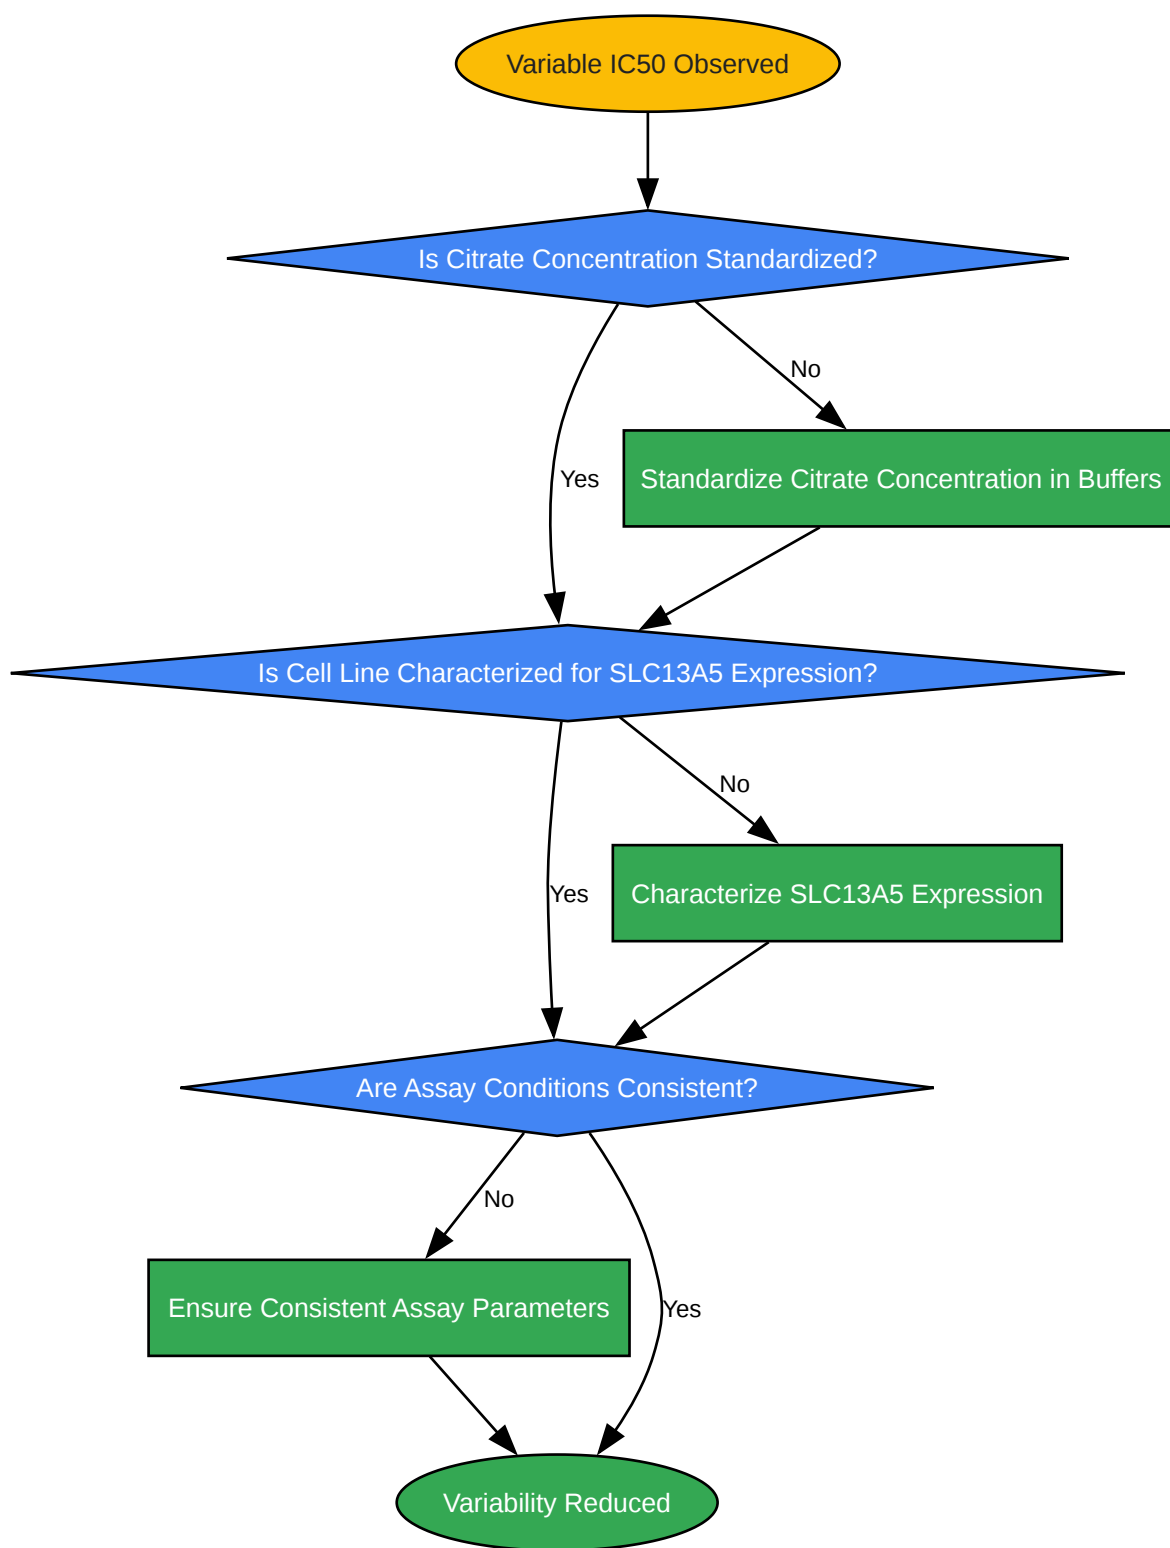 Variable IC50 Observed
Is Citrate Concentration Standardized?
No
Yes
Standardize Citrate Concentration in Buffers
Is Cell Line Characterized for SLC13A5 Expression?
No
Yes
Characterize SLC13A5 Expression
Are Assay Conditions Consistent?
No
Ensure Consistent Assay Parameters
Yes
Variability Reduced